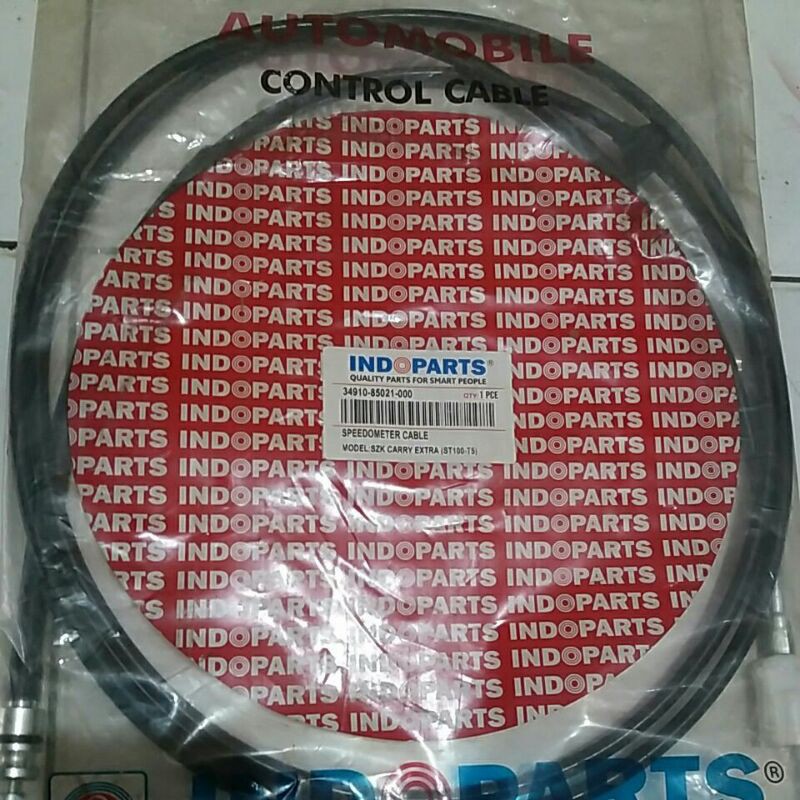 AUTOMOBILE
CONTROL CABLE
INDOPARTS®
QUALITY PARTS FOR SMART PEOPLE
34910-85021-000 QTY: 1 PCE
SPEEDOMETER CABLE
MODEL:SZK CARRY EXTRA (ST100-T5)
INDOPARTS®